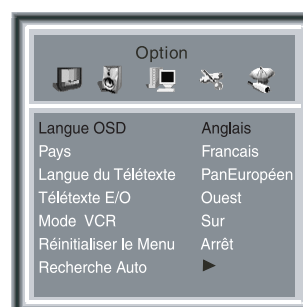 Option
Langue OSD Anglais
Pays Francais
Langue du Télétexte PanEuropéen
Télétexte E/O Ouest
Mode VCR Sur
Réinitialiser le Menu Arrêt
Recherche Auto